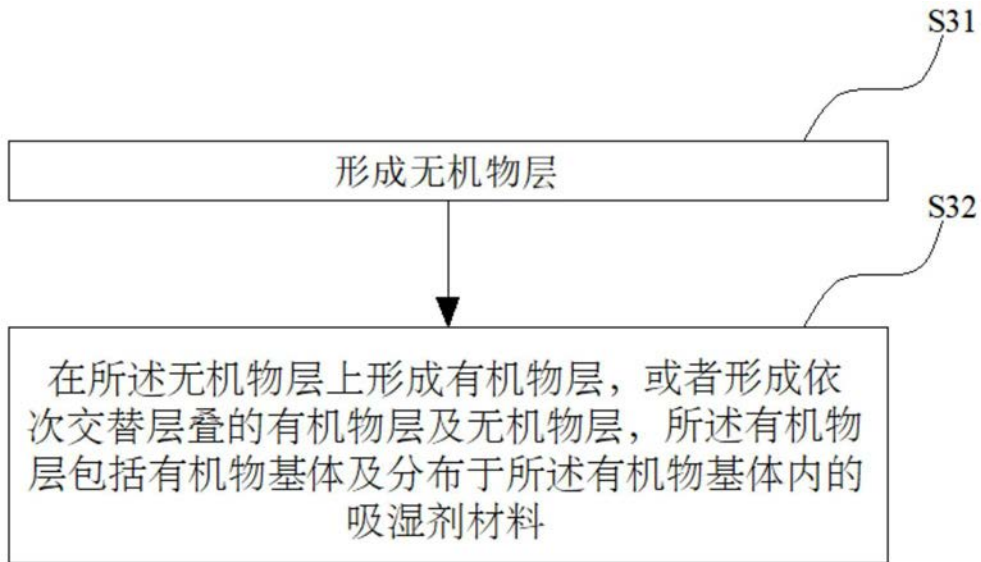 S31
形成无机物层
S32
在所述无机物层上形成有机物层，或者形成依
次交替层叠的有机物层及无机物层，所述有机物
层包括有机物基体及分布于所述有机物基体内的
吸湿剂材料